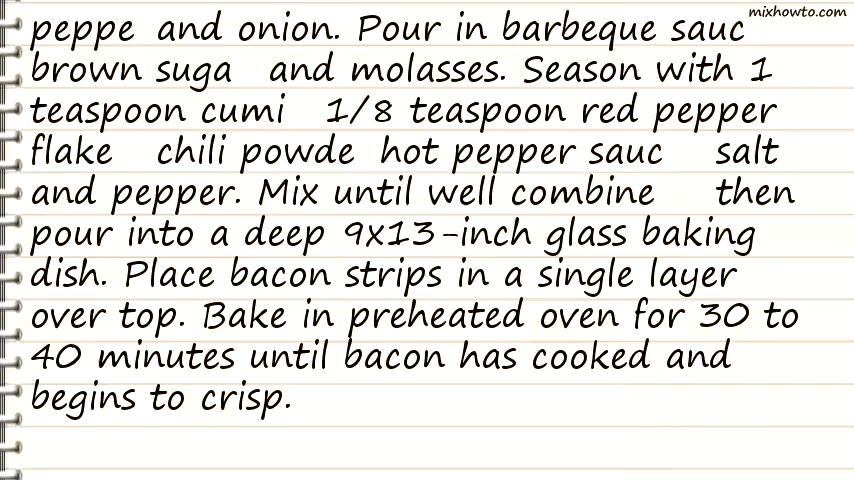 mixhowto.com
peppe and onion. Pour in barbeque sauc
brown suga and molasses. Season with 1
teaspoon cumi 1/8 teaspoon red pepper
flake chili powde hot pepper sauc salt
and pepper. Mix until well combine then
pour into a deep 9x13-inch glass baking
dish. Place bacon strips in a single layer
over top. Bake in preheated oven for 30 to
40 minutes until bacon has cooked and
begins to crisp.